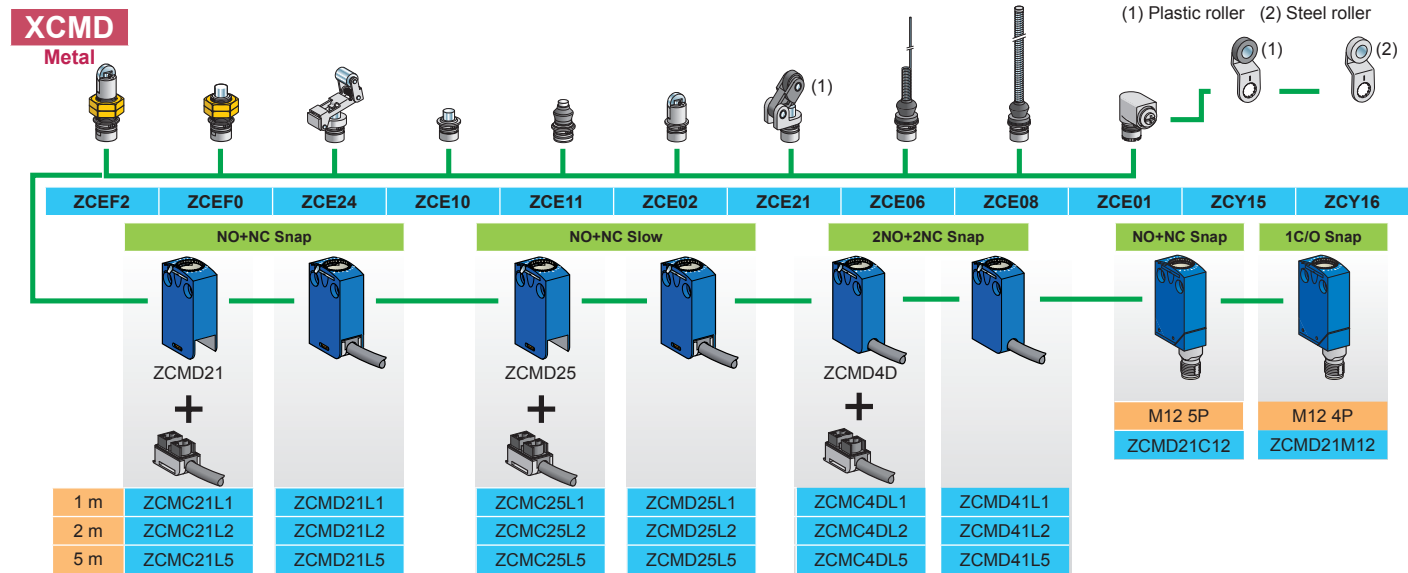 (1) Plastic roller (2) Steel roller
XCMD
Metal
(1)
(1)
(2)
ZCEF2 ZCEF0 ZCE24 ZCE10 ZCE11 ZCE02 ZCE21 ZCE06 ZCE08 ZCE01 ZCY15 ZCY16
NO+NC Snap NO+NC Slow 2NO+2NC Snap NO+NC Snap 1C/O Snap
ZCMD21 ZCMD25 ZCMD4D
+ + +
M12 5P M12 4P
ZCMD21C12 ZCMD21M12
1 m ZCMC21L1 ZCMD21L1 ZCMC25L1 ZCMD25L1 ZCMC4DL1 ZCMD41L1
2 m ZCMC21L2 ZCMD21L2 ZCMC25L2 ZCMD25L2 ZCMC4DL2 ZCMD41L2
5 m ZCMC21L5 ZCMD21L5 ZCMC25L5 ZCMD25L5 ZCMC4DL5 ZCMD41L5